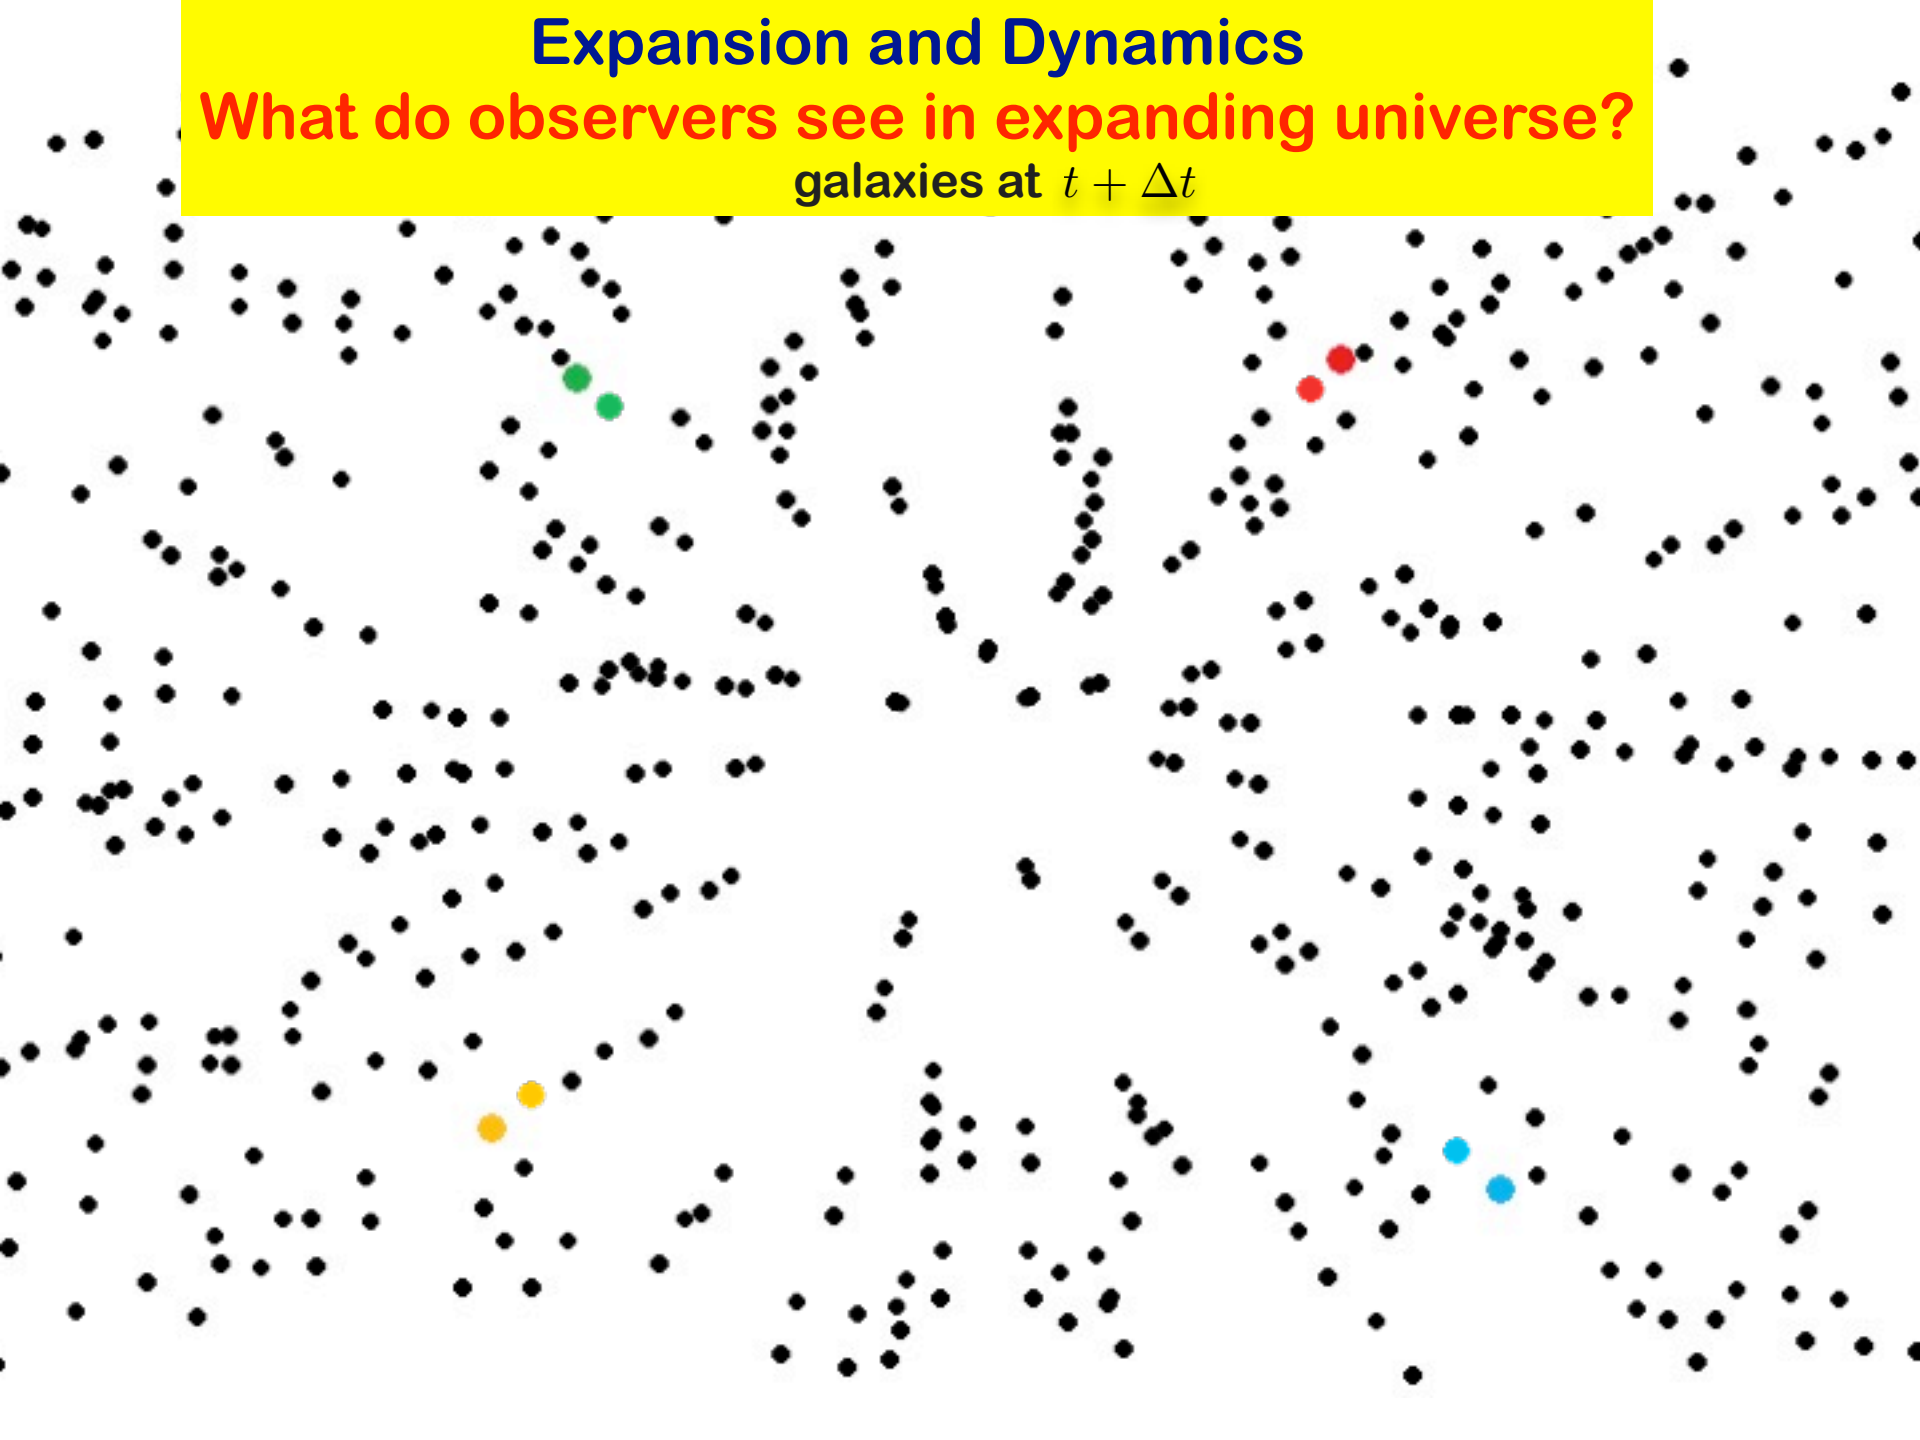 Expansion and Dynamics
What do observers see in expanding universe?
galaxies at t + Δt